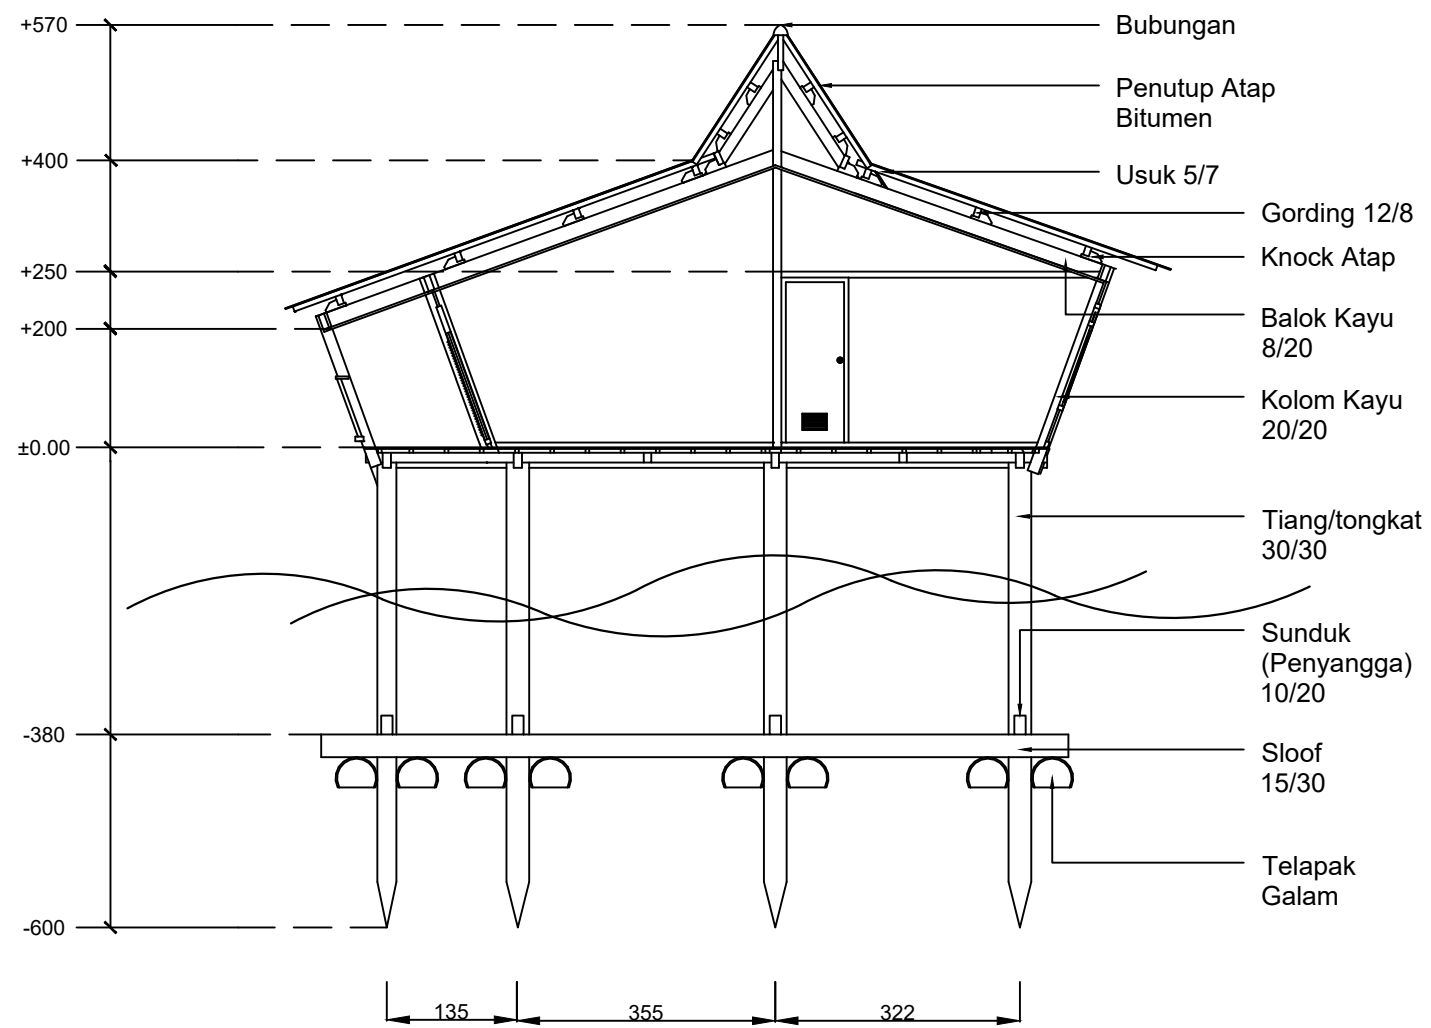 +570
+400
+250
+200
±0.00
-380
-600
Bubungan
Penutup Atap
Bitumen
Usuk 5/7
Gording 12/8
Knock Atap
Balok Kayu
8/20
Kolom Kayu
20/20
Tiang/tongkat
30/30
Sunduk
(Penyangga)
10/20
Sloof
15/30
Telapak
Galam
135
355
322